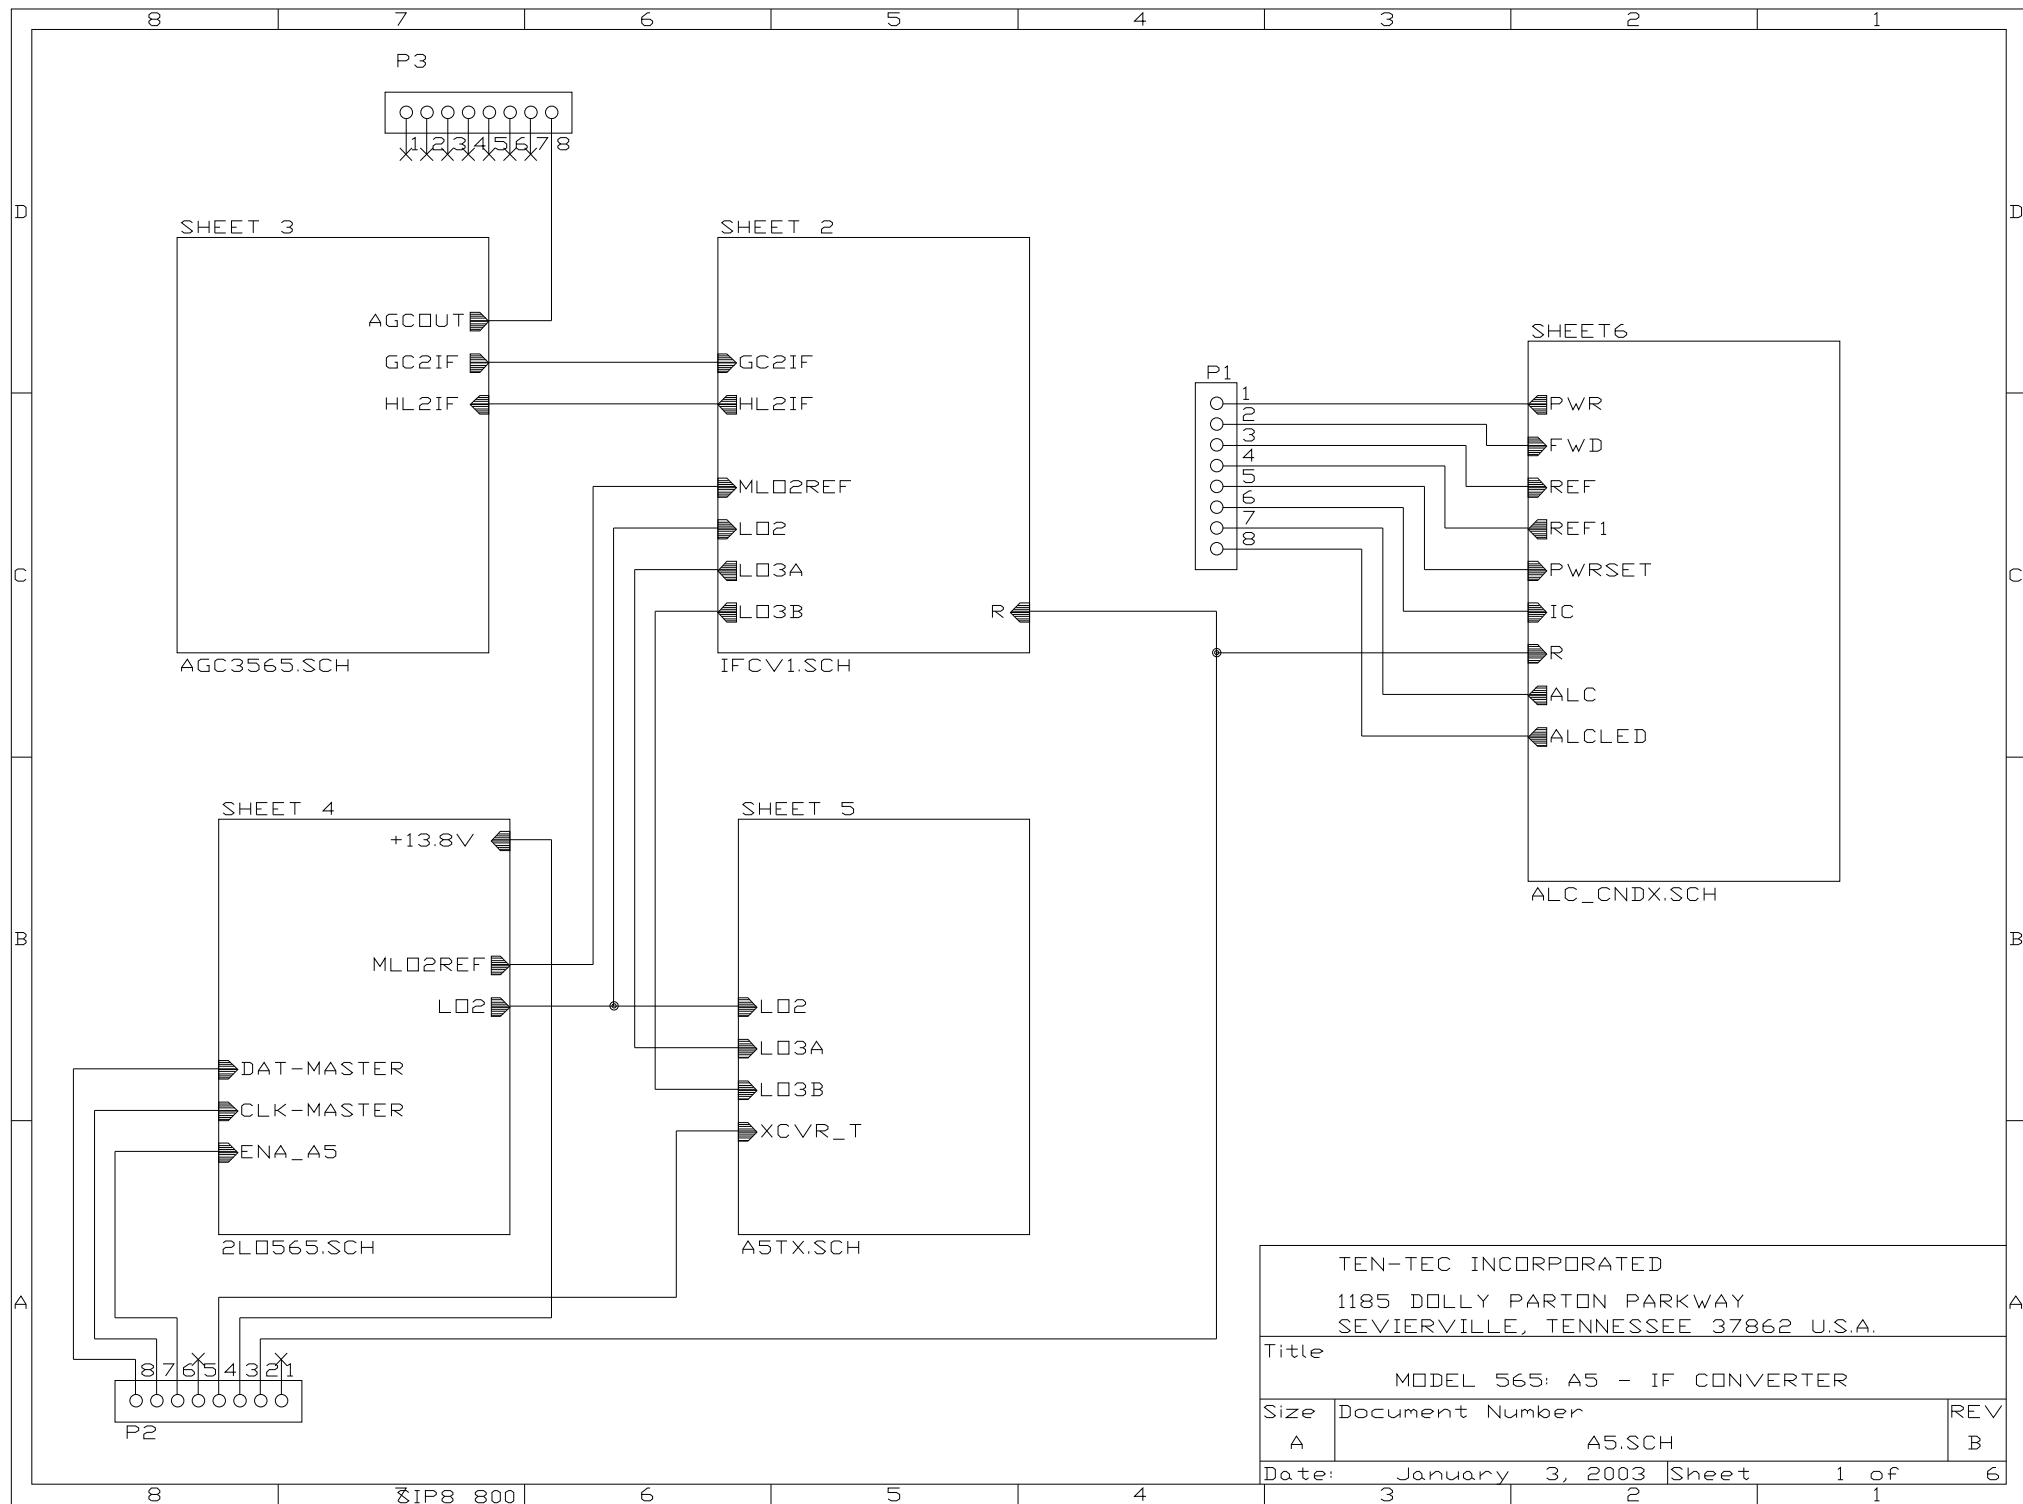 8 7 6 5 4 3 2 1
P3
1 2 3 4 5 6 7 8
D D
SHEET 3
AGCOUT
GC2IF
HL2IF
AGC3565.SCH
SHEET 2
GC2IF
HL2IF
MLO2REF
LO2
LO3A
LO3B
R
IFCV1.SCH
P1
1
2
3
4
5
6
7
8
SHEET6
PWR
FWD
REF
REF1
PWRSET
IC
R
ALC
ALCLED
ALC_CNDX.SCH
C C
SHEET 4
+13.8V
MLO2REF
LO2
DAT-MASTER
CLK-MASTER
ENA_A5
2LO565.SCH
SHEET 5
LO2
LO3A
LO3B
XCVR_T
A5TX.SCH
B B
A A
8 7 6 5 4 3 2 1
P2
TEN-TEC INCORPORATED
1185 DOLLY PARTON PARKWAY
SEVIERVILLE, TENNESSEE 37862 U.S.A.
Title
MODEL 565: A5 - IF CONVERTER
Size Document Number REV
A A5.SCH B
Date: January 3, 2003 Sheet 1 of 6
8 7 6 5 4 3 2 1
800